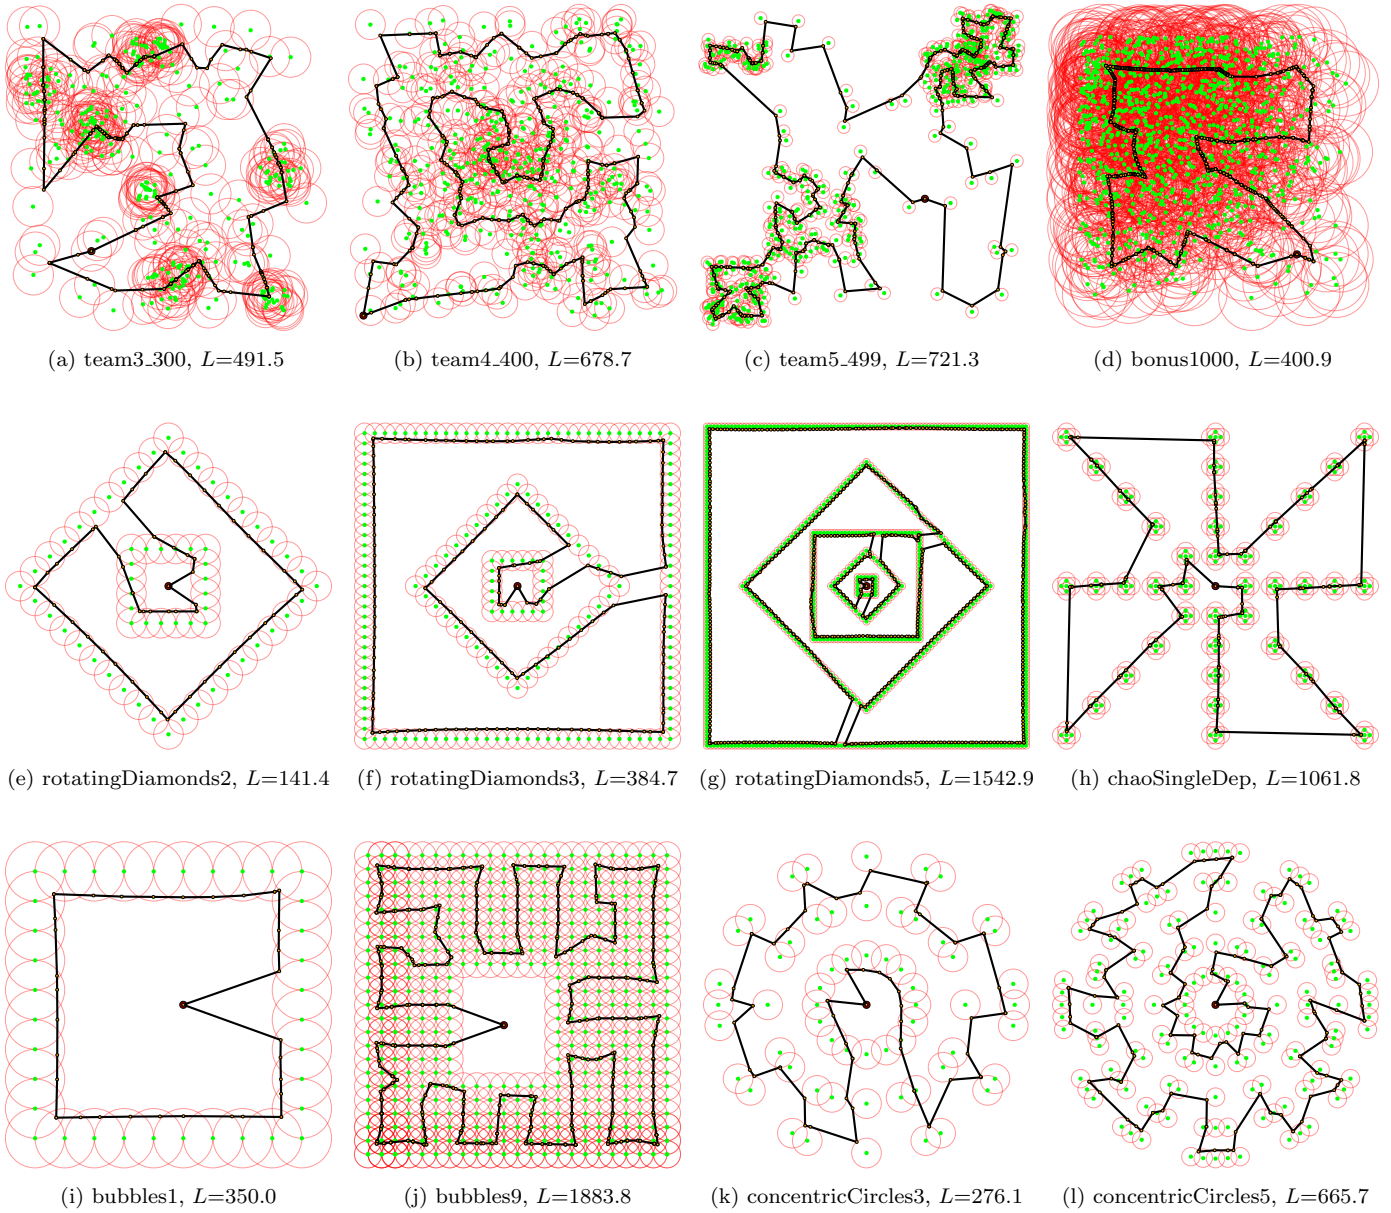 (a) team3_300, L=491.5
(b) team4_400, L=678.7
(c) team5_499, L=721.3
(d) bonus1000, L=400.9
(e) rotatingDiamonds2, L=141.4
(f) rotatingDiamonds3, L=384.7
(g) rotatingDiamonds5, L=1542.9
(h) chaoSingleDep, L=1061.8
(i) bubbles1, L=350.0
(j) bubbles9, L=1883.8
(k) concentricCircles3, L=276.1
(l) concentricCircles5, L=665.7